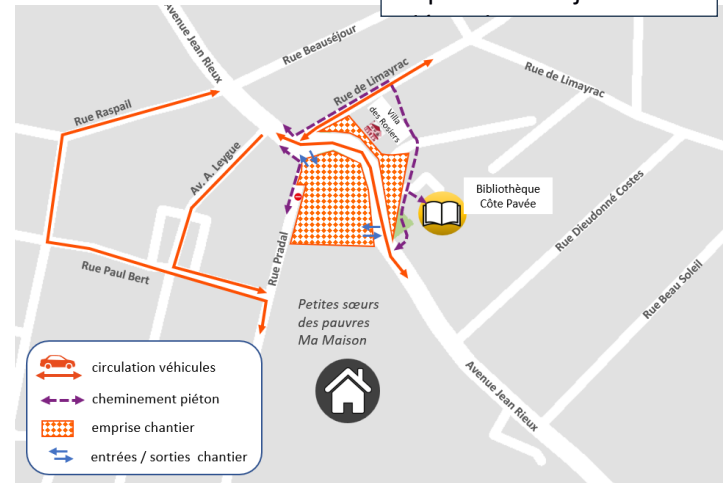 Avenue Jean Rieux
Rue Beauséjour
Rue de Limayrac
Rue de Limayrac
Rue Raspail
Villa
des Rosiers
Av. A. Leygue
Bibliothèque
Côte Pavée
Rue Dieudonné Costes
Rue Pradal
Rue Paul Bert
Rue Beau Soleil
Petites sœurs
des pauvres
Ma Maison
Avenue Jean Rieux
circulation véhicules
cheminement piéton
emprise chantier
entrées / sorties chantier